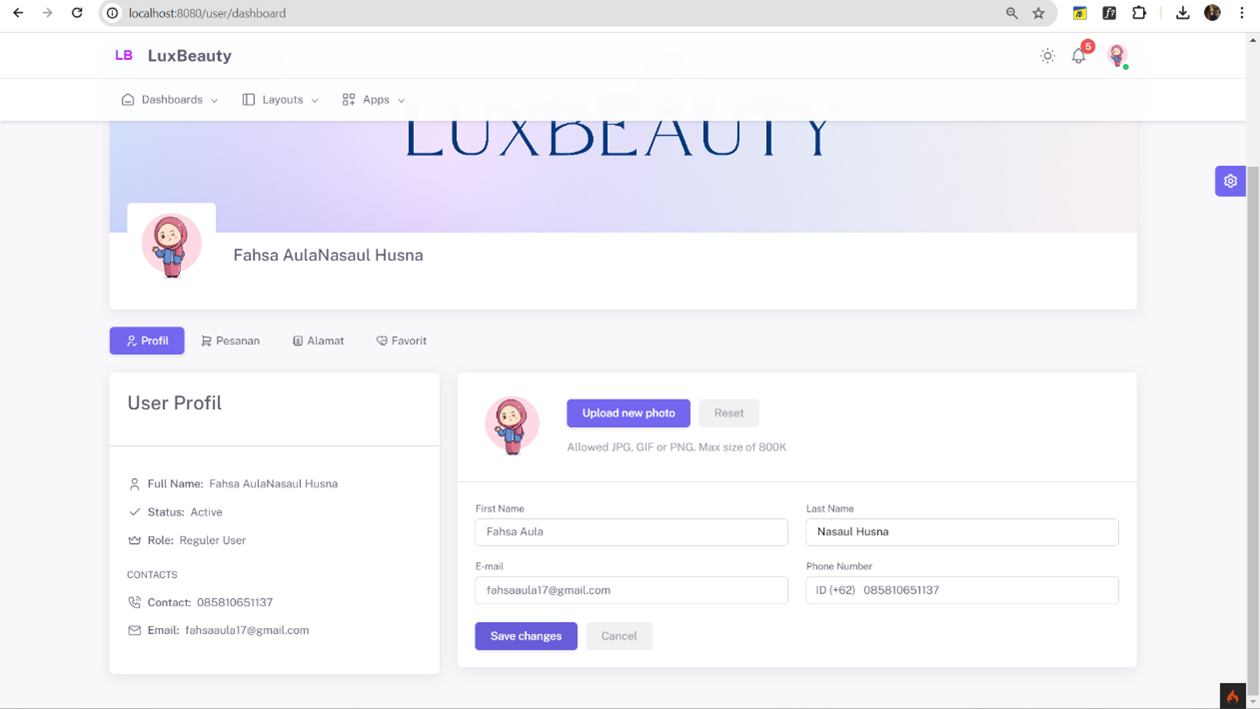 localhost:8080/user/dashboard
LB LuxBeauty
5
Dashboards Layouts Apps
LUXBEAUTY
Fahsa AulaNasaul Husna
Profil Pesanan Alamat Favorit
User Profil
Full Name: Fahsa AulaNasaul Husna
Status: Active
Role: Reguler User
CONTACTS
Contact: 085810651137
Email: fahsaaula17@gmail.com
Upload new photo Reset
Allowed JPG, GIF or PNG. Max size of 800K
First Name Last Name
Fahsa Aula Nasaul Husna
E-mail Phone Number
fahsaaula17@gmail.com ID (+62) 085810651137
Save changes Cancel